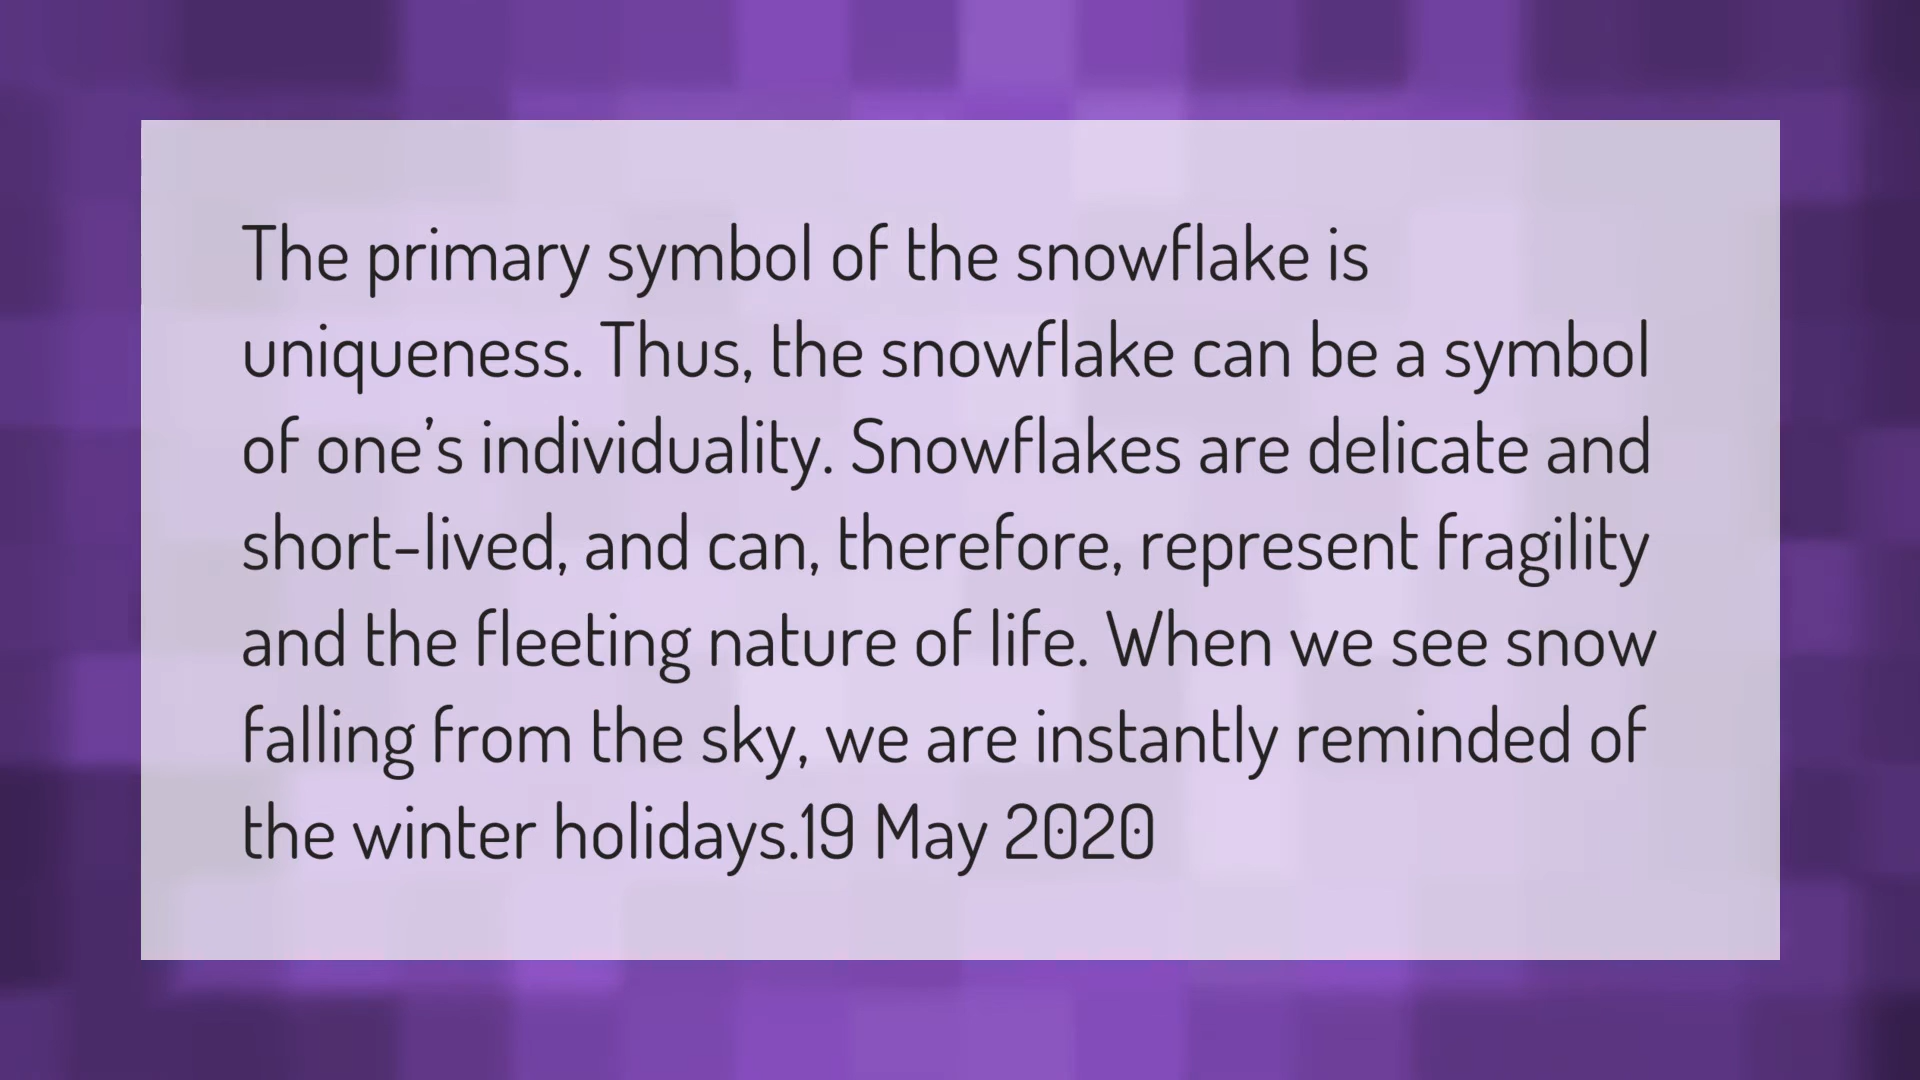 The primary symbol of the snowflake is
uniqueness. Thus, the snowflake can be a symbol
of one’s individuality. Snowflakes are delicate and
short-lived, and can, therefore, represent fragility
and the fleeting nature of life. When we see snow
falling from the sky, we are instantly reminded of
the winter holidays.19 May 2020